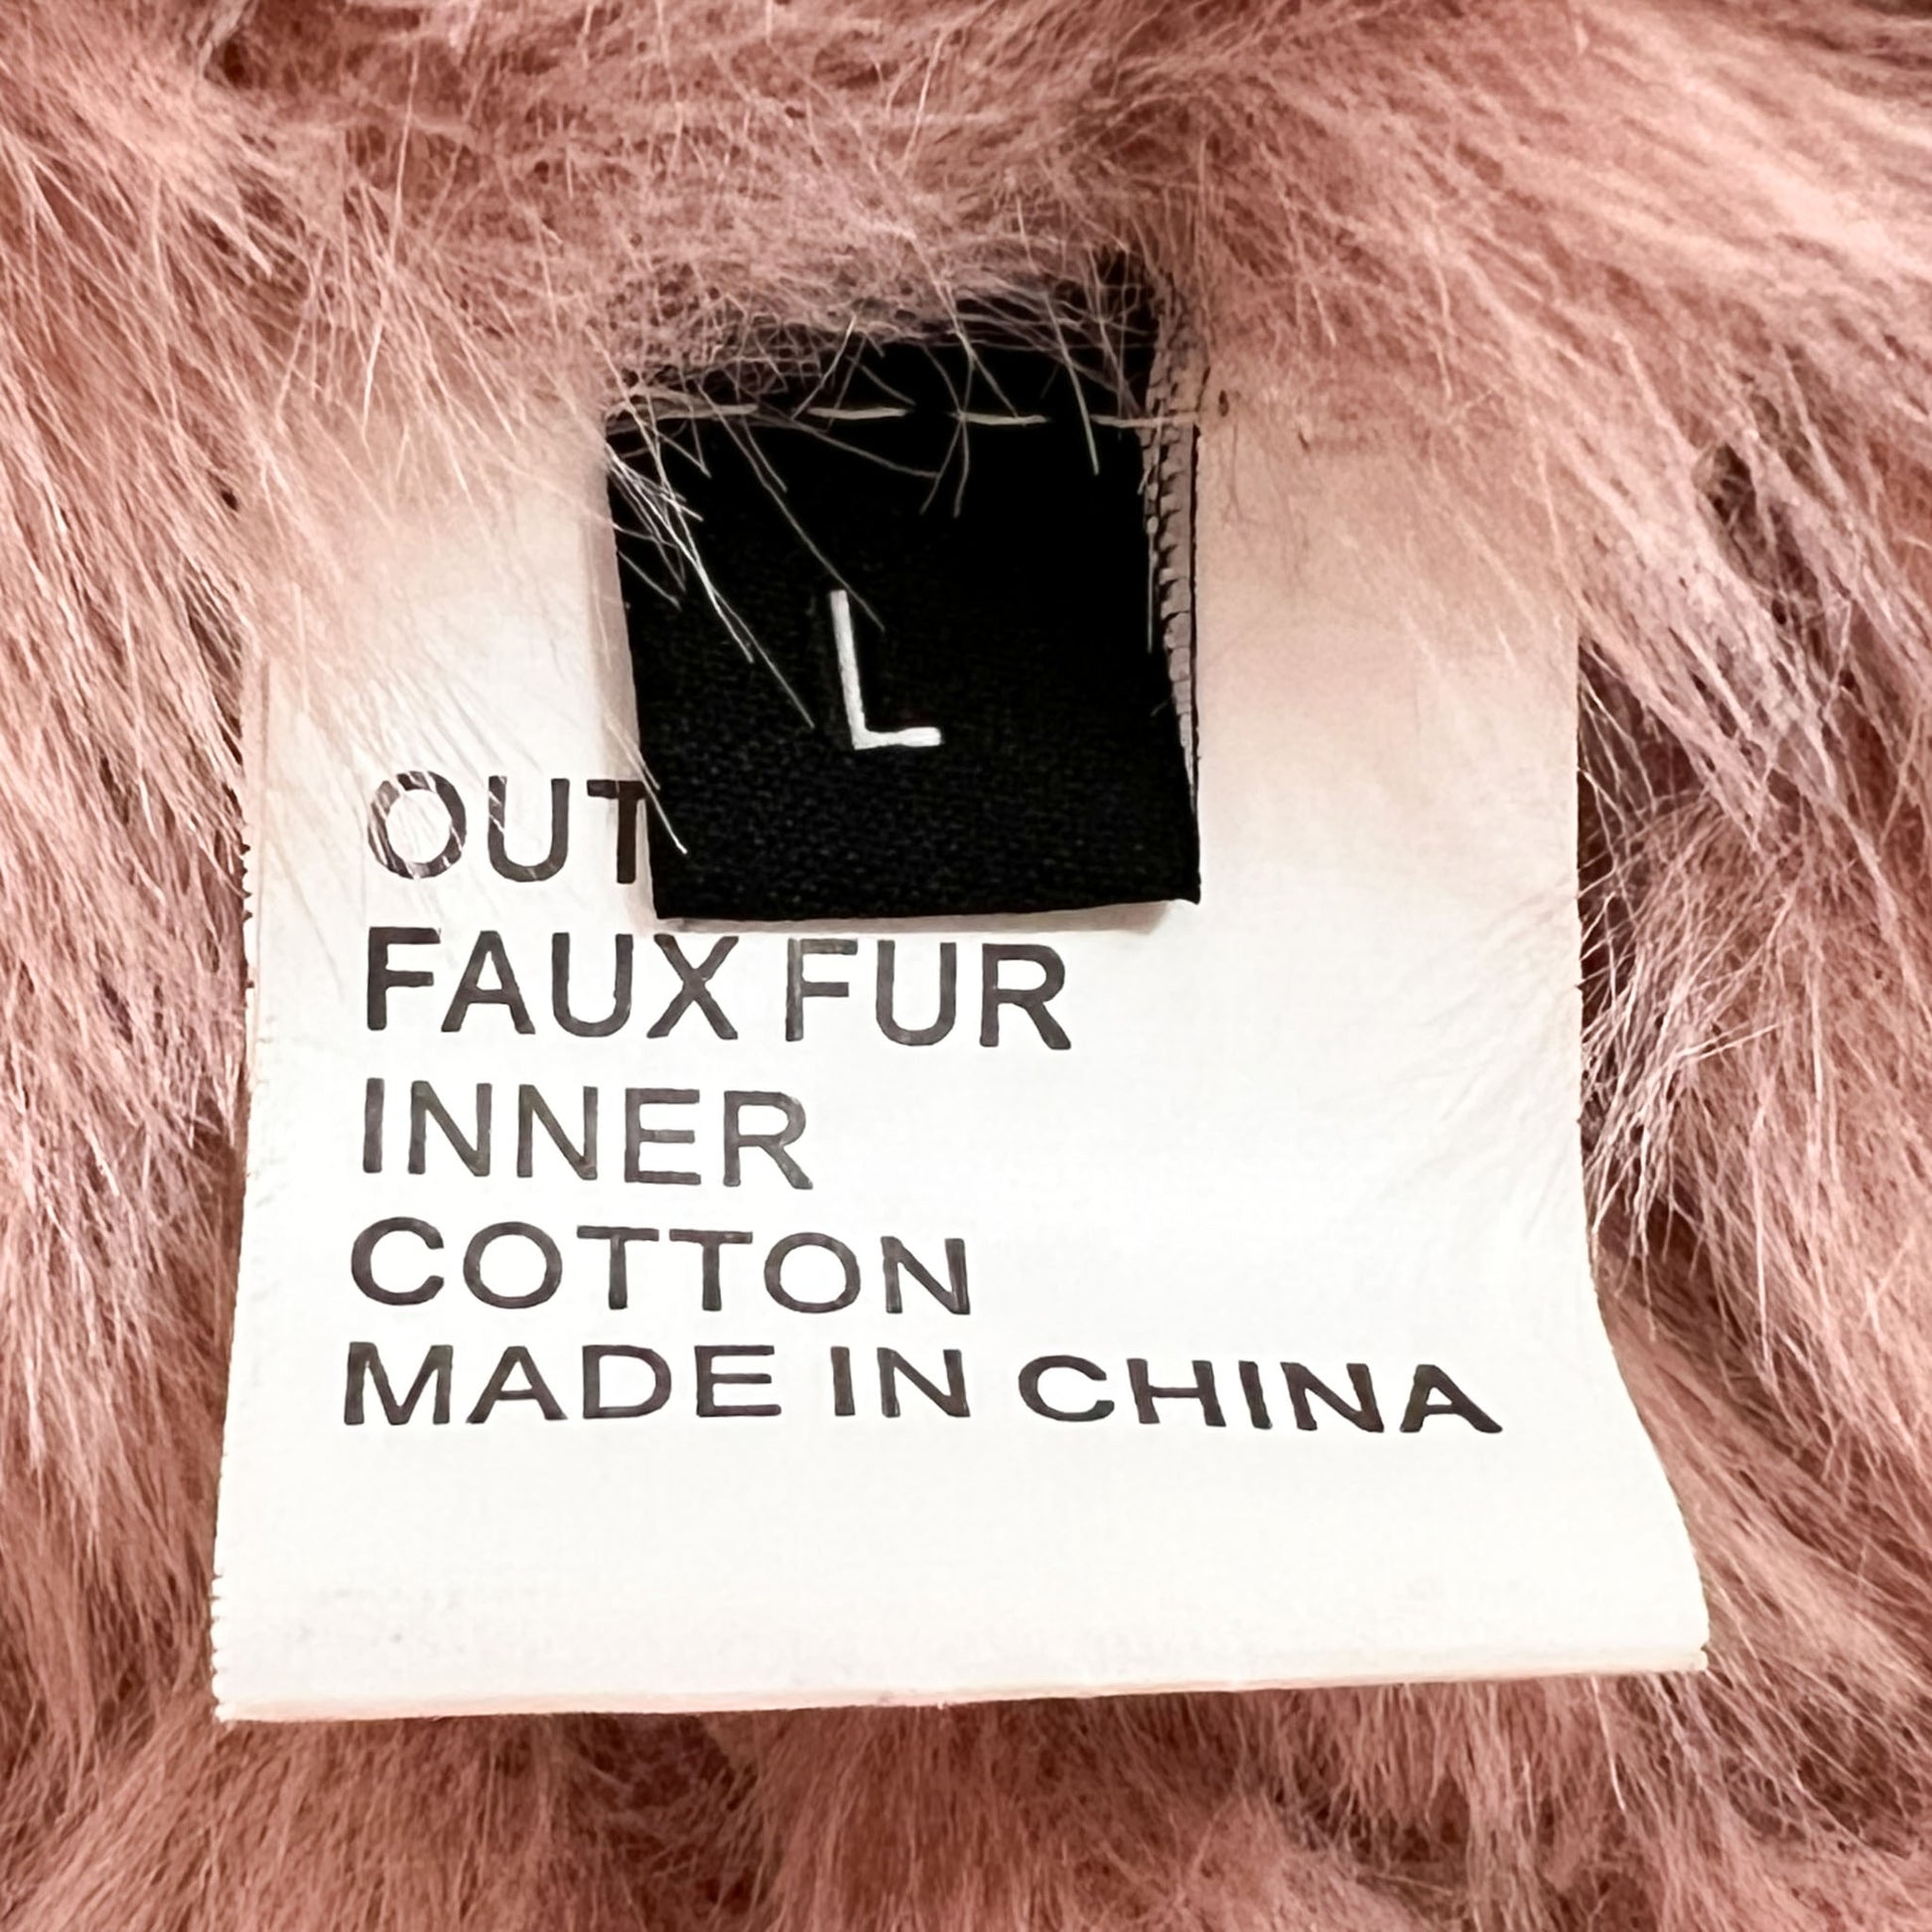 L
OUT
FAUX FUR
INNER
COTTON
MADE IN CHINA